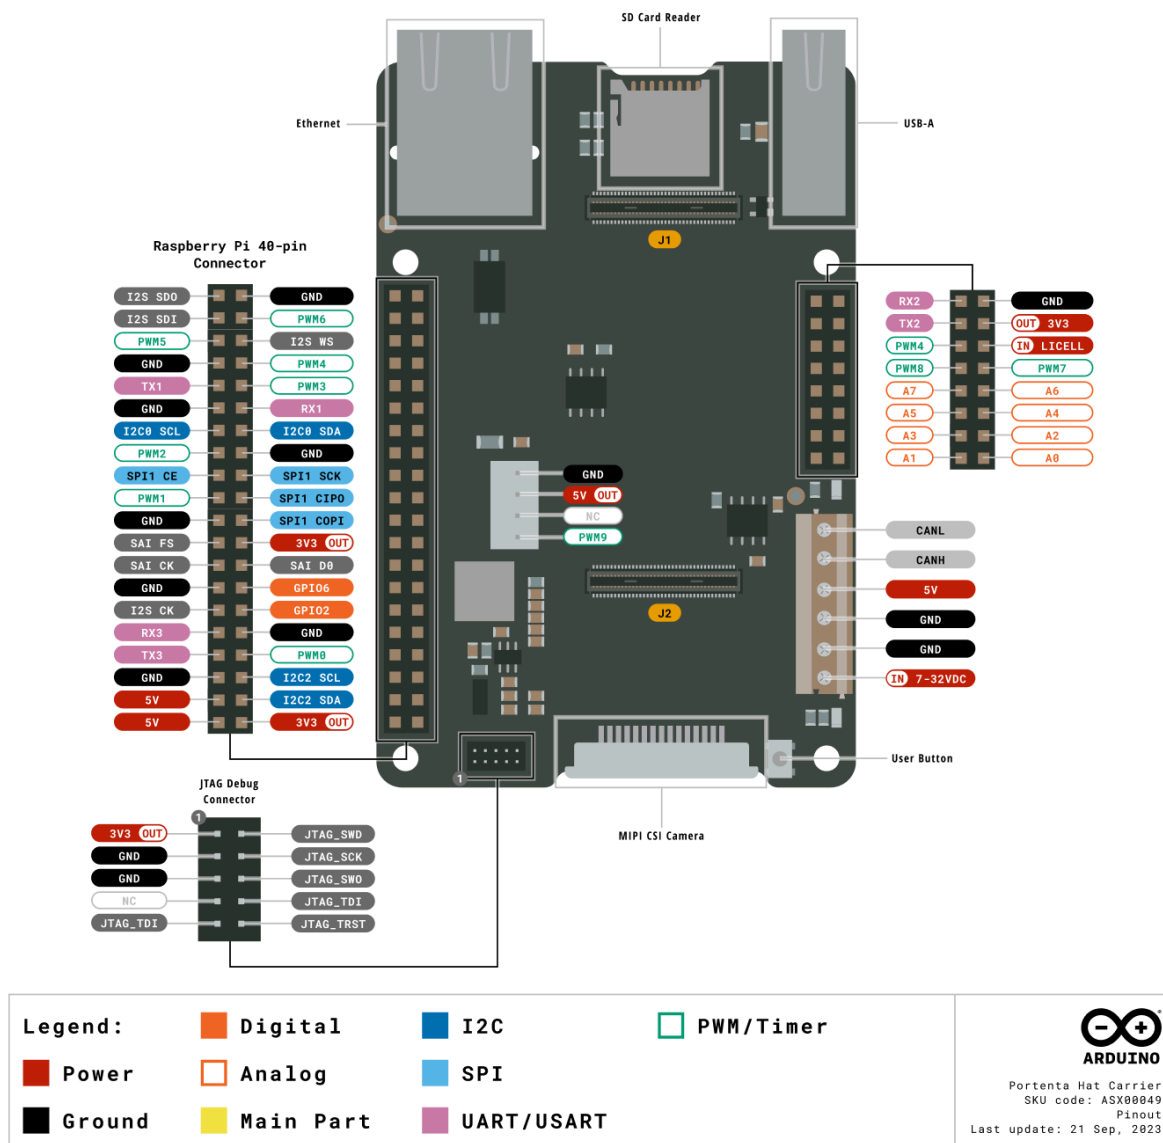 SD Card Reader
Ethernet
USB-A
J1
Raspberry Pi 40-pin
Connector
I2S SDO GND
I2S SDI PWM6
PWM5 I2S WS
GND PWM4
TX1 PWM3
GND RX1
I2C0 SCL I2C0 SDA
PWM2 GND
SPI1 CE SPI1 SCK
PWM1 SPI1 CIPO
GND SPI1 COPI
SAI FS 3V3 OUT
SAI CK SAI D0
GND GPIO6
I2S CK GPIO2
RX3 GND
TX3 PWM0
GND I2C2 SCL
5V I2C2 SDA
5V 3V3 OUT
RX2 GND
TX2 OUT 3V3
PWM4 IN LICELL
PWM8 PWM7
A7 A6
A5 A4
A3 A2
A1 A0
GND
5V OUT
NC
PWM9
CANL
CANH
5V
GND
GND
IN 7-32VDC
J2
User Button
1
MIPI CSI Camera
JTAG Debug
Connector
1
3V3 OUT JTAG_SWD
GND JTAG_SCK
GND JTAG_SWO
NC JTAG_TDI
JTAG_TDI JTAG_TRST
Legend: Digital I2C PWM/Timer
Power Analog SPI
Ground Main Part UART/USART
ARDUINO
Portenta Hat Carrier
SKU code: ASX00049
Pinout
Last update: 21 Sep, 2023